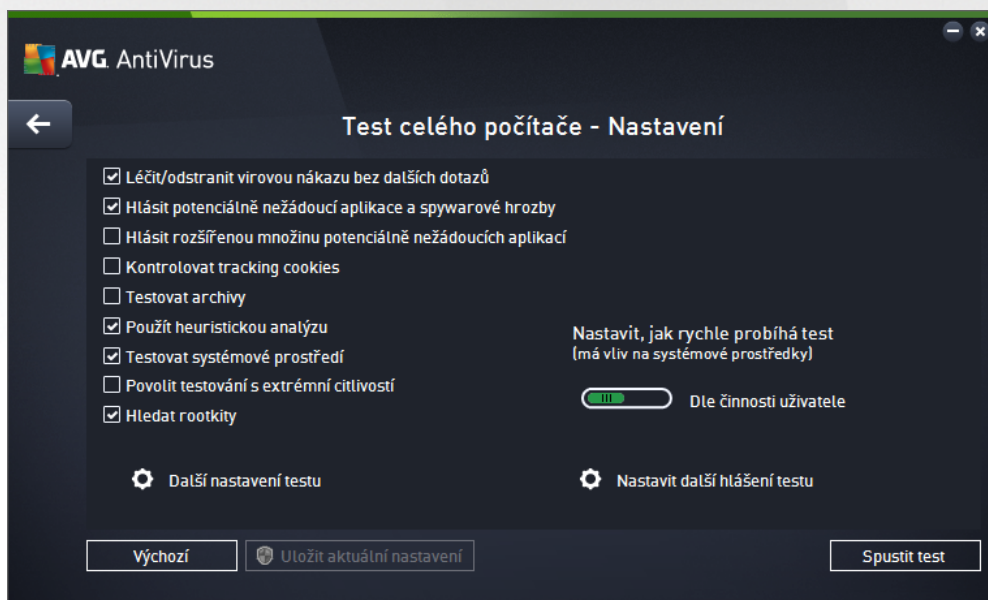 AVG AntiVirus
Test celého počítače - Nastavení
Léčit/odstranit virovou nákazu bez dalších dotazů
Hlásit potenciálně nežádoucí aplikace a spywarové hrozby
Hlásit rozšířenou množinu potenciálně nežádoucích aplikací
Kontrolovat tracking cookies
Testovat archivy
Použít heuristickou analýzu
Testovat systémové prostředí
Povolit testování s extrémní citlivostí
Hledat rootkity
Nastavit, jak rychle probíhá test
(má vliv na systémové prostředky)
Dle činnosti uživatele
Další nastavení testu
Nastavit další hlášení testu
Výchozí
Uložit aktuální nastavení
Spustit test